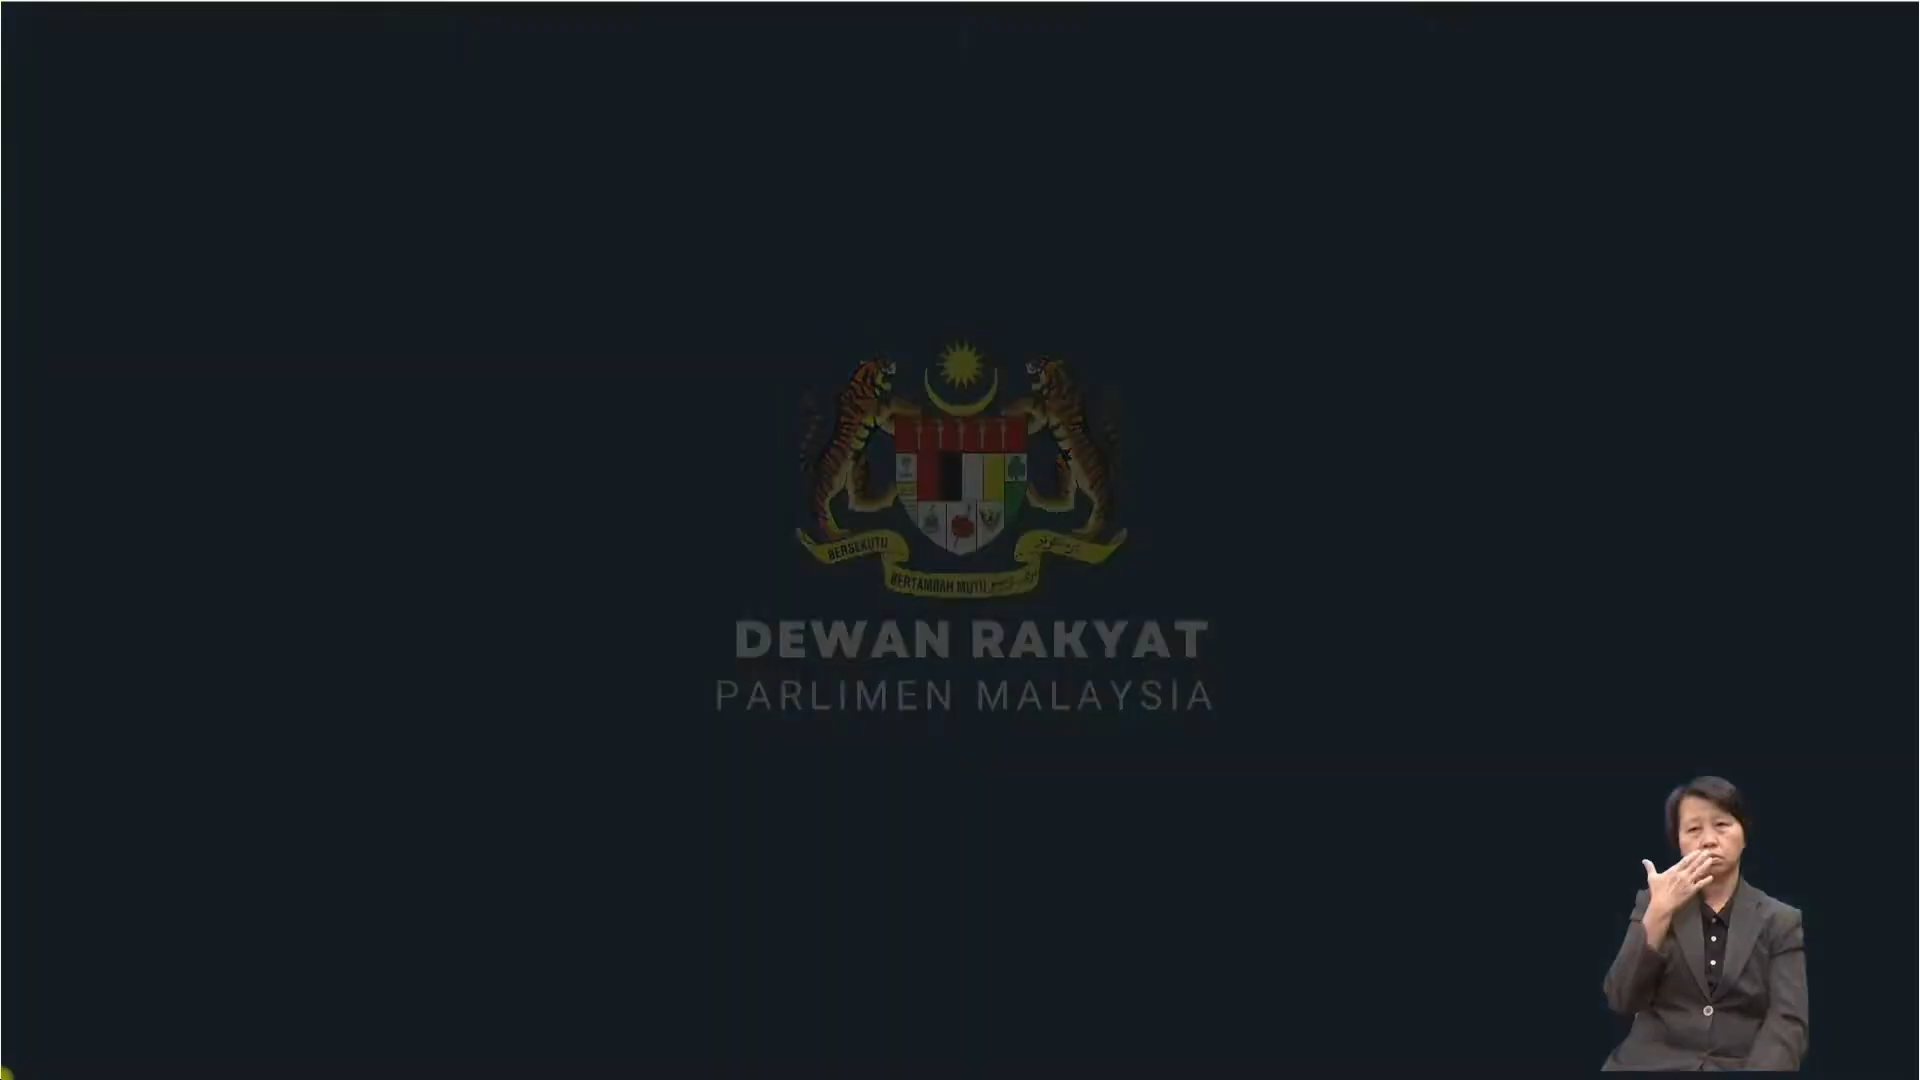 BERSEKUTU
BERTAMBAH MUTU
DEWAN RAKYAT
PARLIMEN MALAYSIA